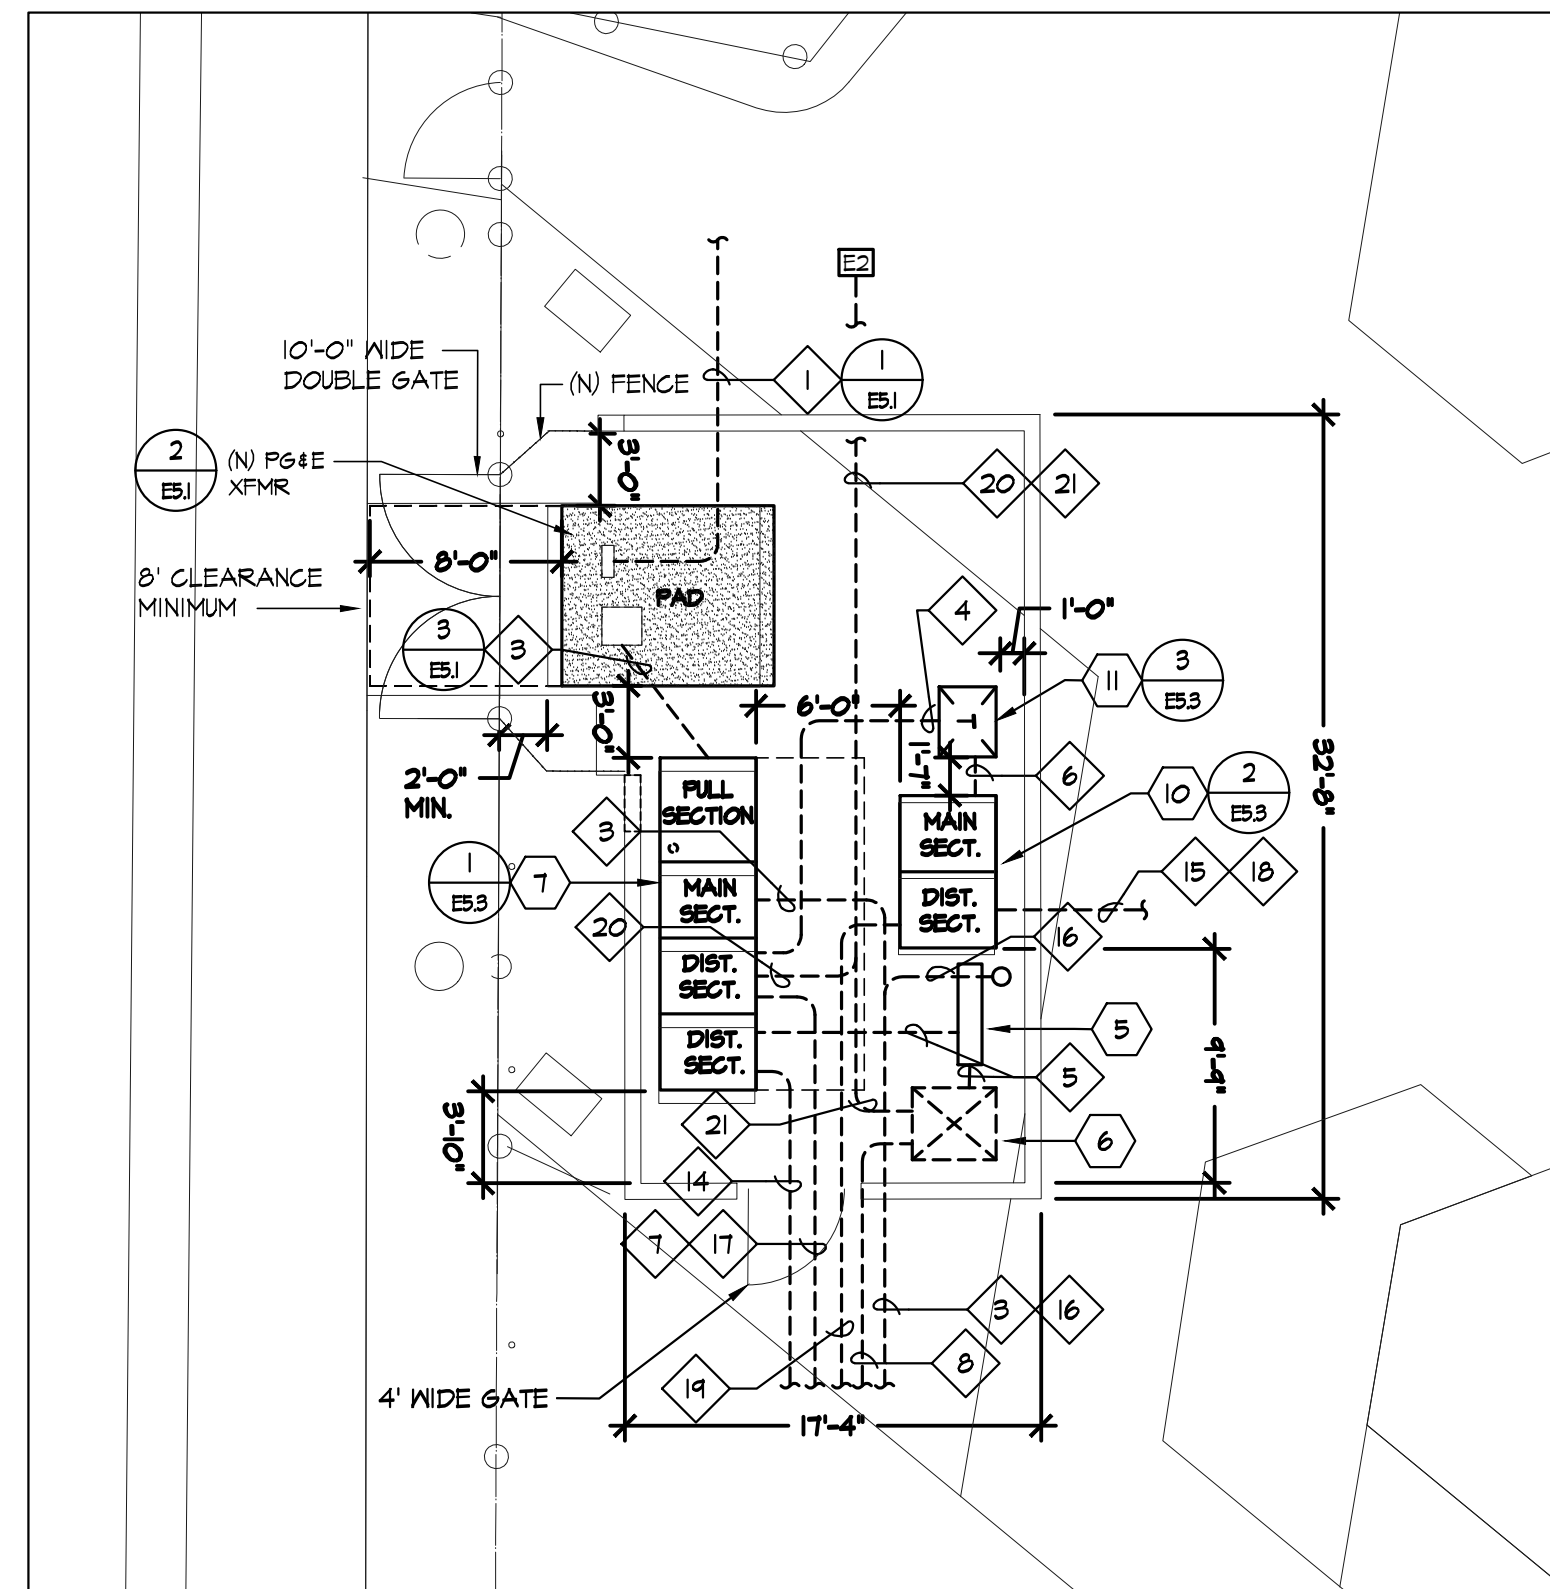 E2
10'-0" WIDE
DOUBLE GATE
(N) FENCE
1
1
E5.1
2
E5.1
(N) PG&E
XFMR
3'-0"
20
21
8'-0"
8' CLEARANCE
MINIMUM
PAD
4
1'-0"
3
E5.1
3
11
3
E5.3
3'-0"
6'-0"
T
2'-0"
MIN.
1'-7"
6
32'-8"
PULL
SECTION
10
2
E5.3
3
MAIN
SECT.
1
E5.3
7
MAIN
SECT.
15
18
DIST.
SECT.
20
16
DIST.
SECT.
5
DIST.
SECT.
9'-9"
5
3'-10"
21
6
14
7
17
3
16
8
19
4' WIDE GATE
17'-4"